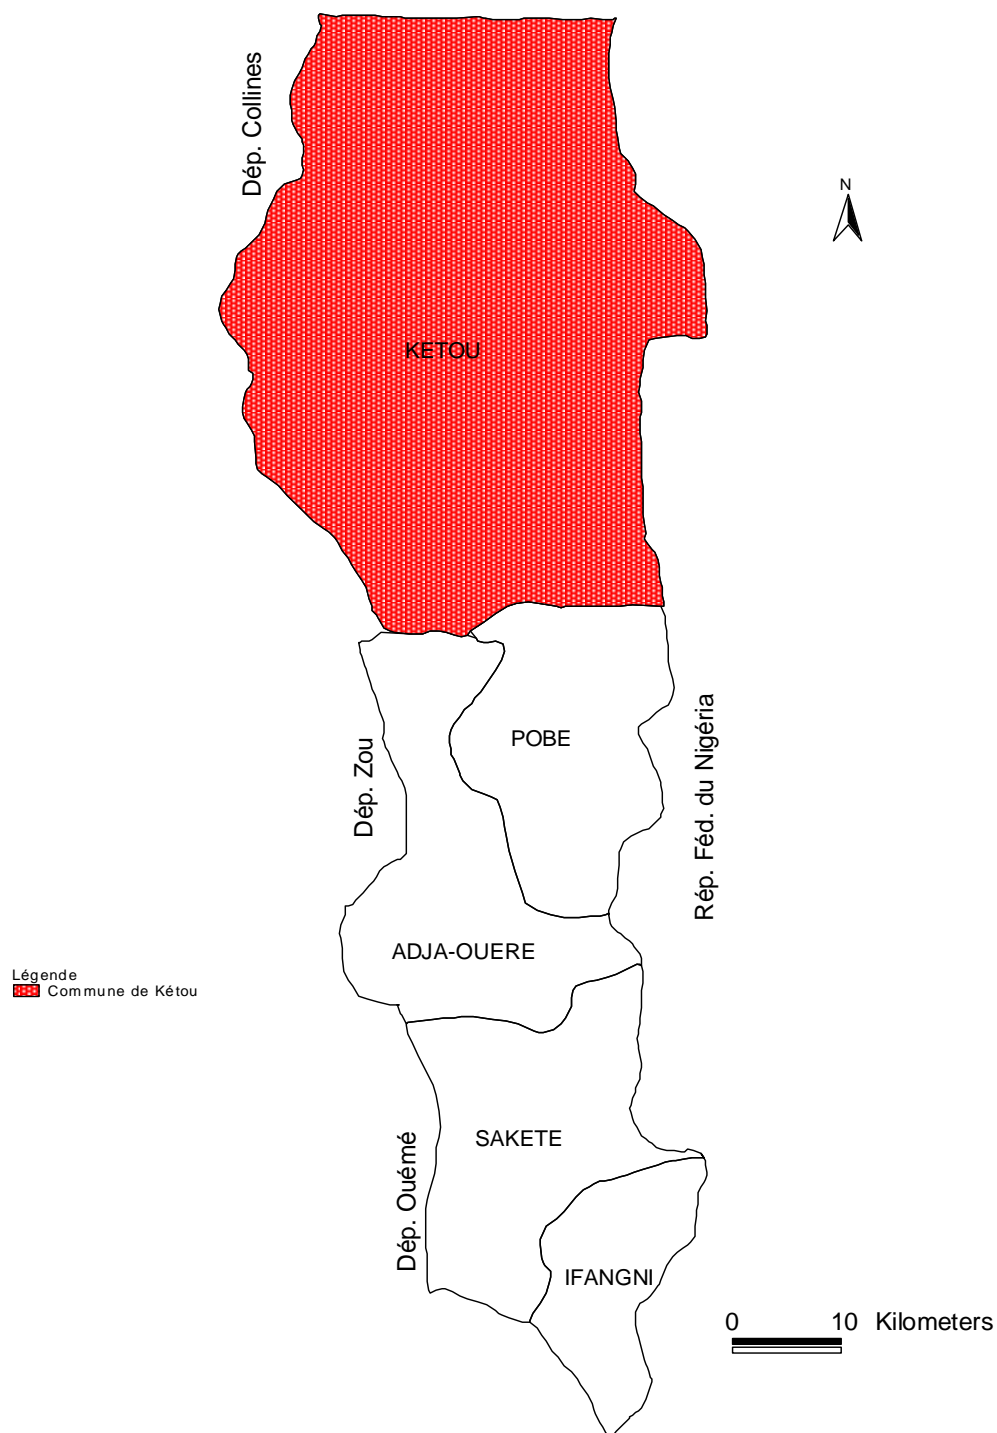 Dép. Collines
N
KETOU
POBE
Dép. Zou
Rép. Féd. du Nigéria
ADJA-OUERE
Légende
Commune de Kétou
SAKETE
Dép. Ouémé
IFANGNI
0 10 Kilometers